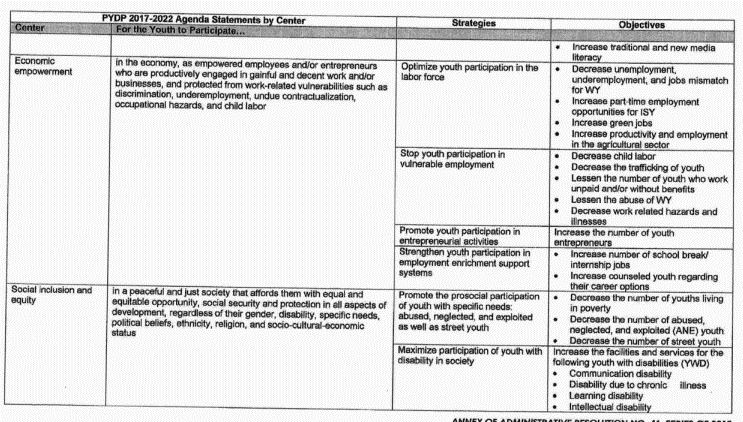 PYDP 2017-2022 Agenda Statements by Center
Strategies
Objectives
Center
For the Youth to Participate...
• Increase traditional and new media
literacy
Economic
empowerment
in the economy, as empowered employees and/or entrepreneurs
who are productively engaged in gainful and decent work and/or
businesses, and protected from work-related vulnerabilities such as
discrimination, underemployment, undue contractualization,
occupational hazards, and child labor
Optimize youth participation in the
labor force
• Decrease unemployment,
underemployment, and jobs mismatch
for WY
• Increase part-time employment
opportunities for ISY
• Increase green jobs
• Increase productivity and employment
in the agricultural sector
Stop youth participation in
vulnerable employment
• Decrease child labor
• Decrease the trafficking of youth
• Lessen the number of youth who work
unpaid and/or without benefits
• Lessen the abuse of WY
• Decrease work related hazards and
illnesses
Promote youth participation in
entrepreneurial activities
Increase the number of youth
entrepreneurs
Strengthen youth participation in
employment enrichment support
systems
• Increase number of school break/
internship jobs
• Increase counseled youth regarding
their career options
Social inclusion and
equity
in a peaceful and just society that affords them with equal and
equitable opportunity, social security and protection in all aspects of
development, regardless of their gender, disability, specific needs,
political beliefs, ethnicity, religion, and socio-cultural-economic
status
Promote the prosocial participation
of youth with specific needs:
abused, neglected, and exploited
as well as street youth
• Decrease the number of youths living
in poverty
• Decrease the number of abused,
neglected, and exploited (ANE) youth
• Decrease the number of street youth
Maximize participation of youth with
disability in society
Increase the facilities and services for the
following youth with disabilities (YWD)
• Communication disability
• Disability due to chronic illness
• Learning disability
• Intellectual disability
ANNEX OF ADMINISTRATIVE RESOLUTION NO.